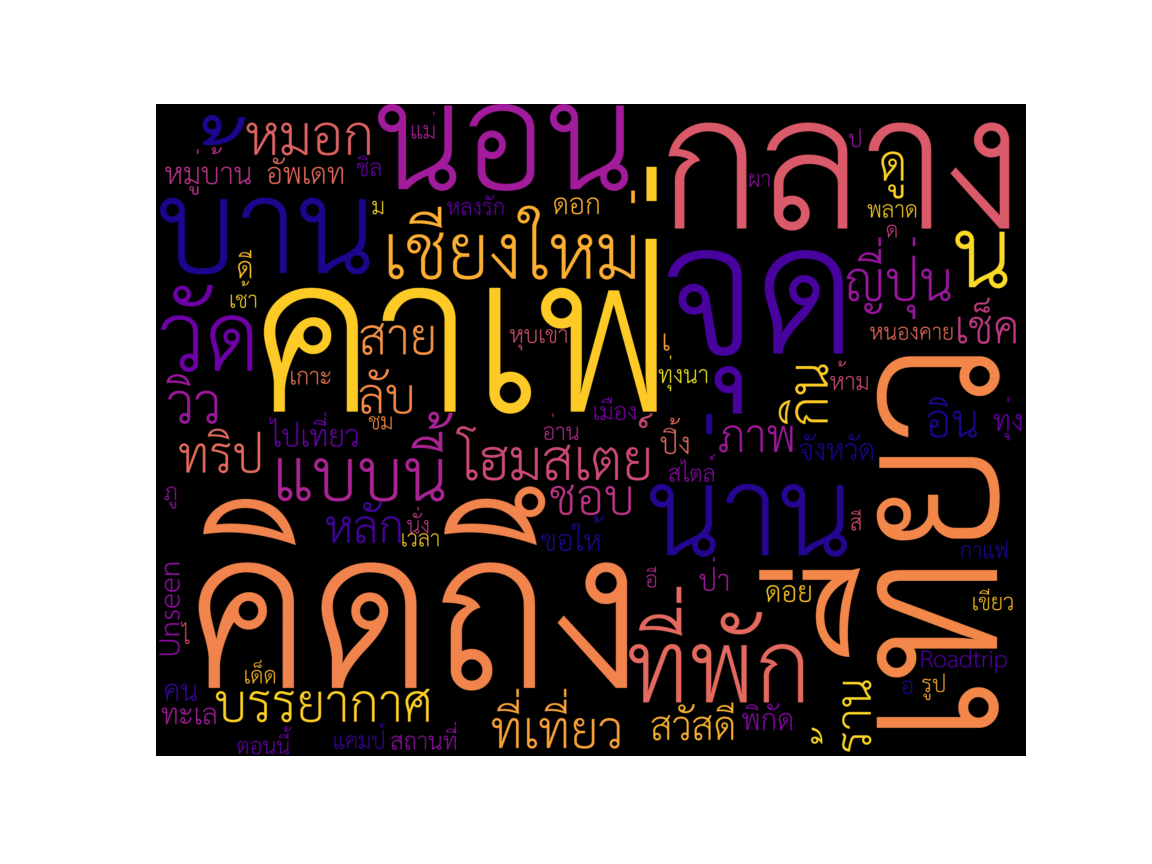 หมอก
นอน
แม่
กลาง
ป
หมู่บ้าน
อัพเดท
ชิล
ผา
ดู
พลาด
ด
บ้าน
ม
หลงรัก
ดอก
น
เชียงใหม่
ดี
เช้า
จุด
ญี่ปุ่น
วัด
คาเฟ่
สาย
หุบเขา
เ
หนองคาย
เช็ค
เกาะ
ทุ่งนา
ห้าม
กิน
เที่ยว
วิว
ลับ
ชม
เมือง
อิน
ทุ่ง
ไปเที่ยว
อ่าน
ปิ้ง
ภาพ
จังหวัด
ทริป
แบบนี้
โฮมสเตย์
สไตล์
ภู
ชอบ
น่าน
หลัก
นั่ง
เวลา
ขอให้
สี
กาแฟ
คิดถึง
Unseen
ไ
อี
ป่า
ดอย
เขียว
ที่พัก
Roadtrip
เด็ด
คน
อ
รูป
ทะเล
บรรยากาศ
ที่เที่ยว
สวัสดี
พิกัด
ร้าน
ตอนนี้
แคมป์
สถานที่